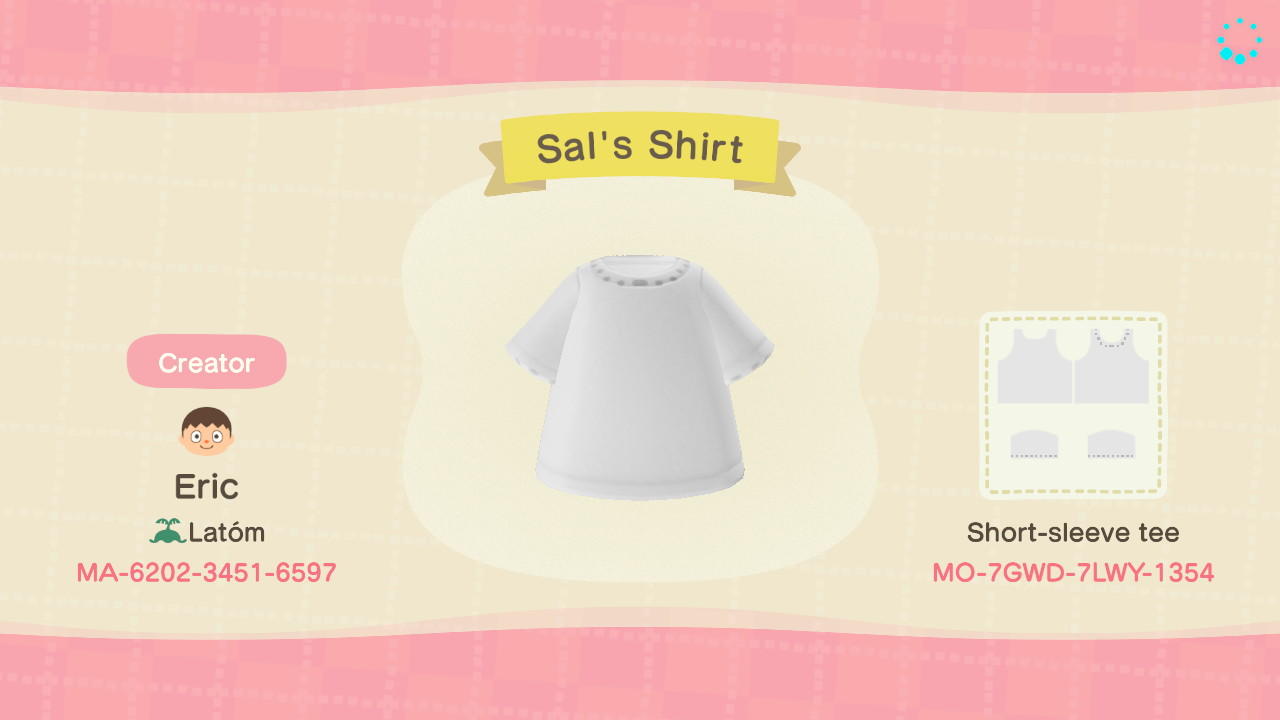 Sal's Shirt
Creator
Eric
Latóm
MA-6202-3451-6597
Short-sleeve tee
MO-7GWD-7LWY-1354